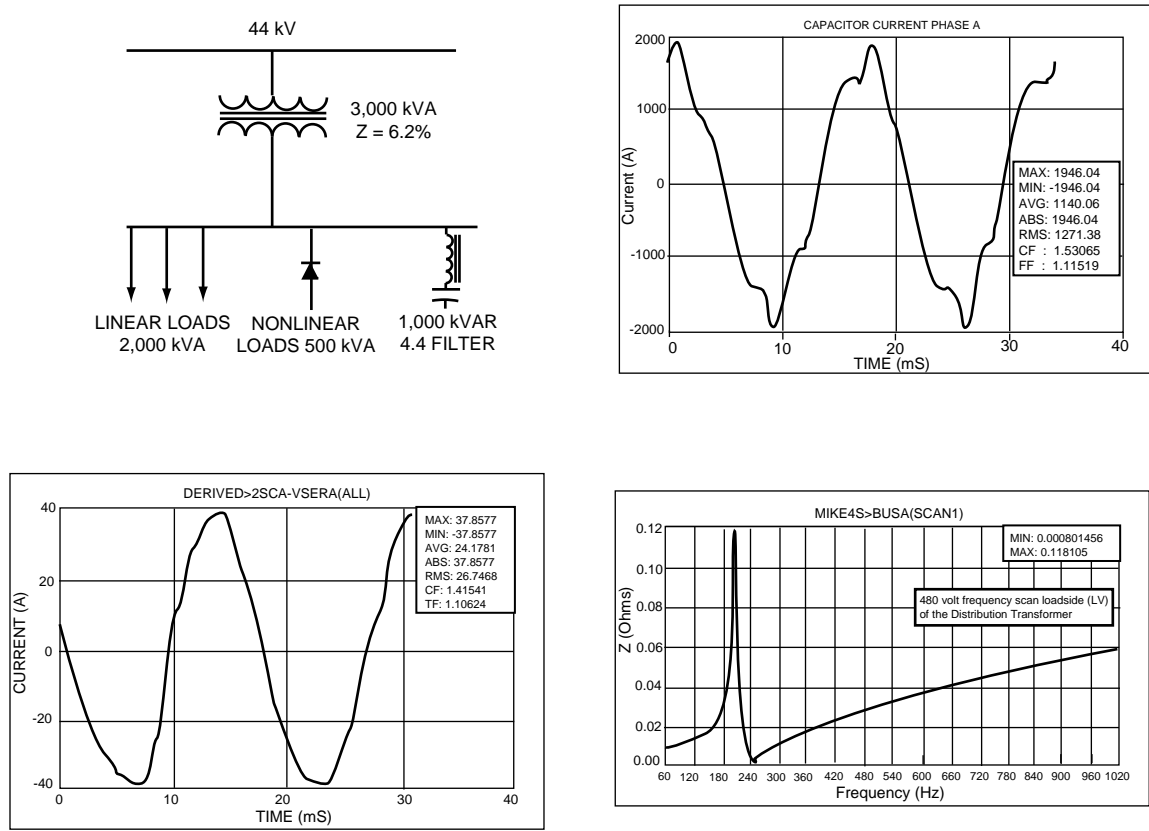 44 kV
3,000 kVA
Z = 6.2%
LINEAR LOADS
2,000 kVA
NONLINEAR
LOADS 500 kVA
1,000 kVAR
4.4 FILTER
CAPACITOR CURRENT PHASE A
Current (A)
2000
1000
0
-1000
-2000
MAX: 1946.04
MIN: -1946.04
AVG: 1140.06
ABS: 1946.04
RMS: 1271.38
CF : 1.53065
FF : 1.11519
0 10 20 30 40
TIME (mS)
DERIVED>2SCA-VSERA(ALL)
CURRENT (A)
40
20
0
-20
-40
MAX: 37.8577
MIN: -37.8577
AVG: 24.1781
ABS: 37.8577
RMS: 26.7468
CF: 1.41541
TF: 1.10624
0 10 20 30 40
TIME (mS)
MIKE4S>BUSA(SCAN1)
Z (Ohms)
0.12
0.10
0.08
0.06
0.04
0.02
0.00
MIN: 0.000801456
MAX: 0.118105
480 volt frequency scan loadside (LV)
of the Distribution Transformer
60 120 180 240 300 360 420 480 540 600 660 720 780 840 900 960 1020
Frequency (Hz)